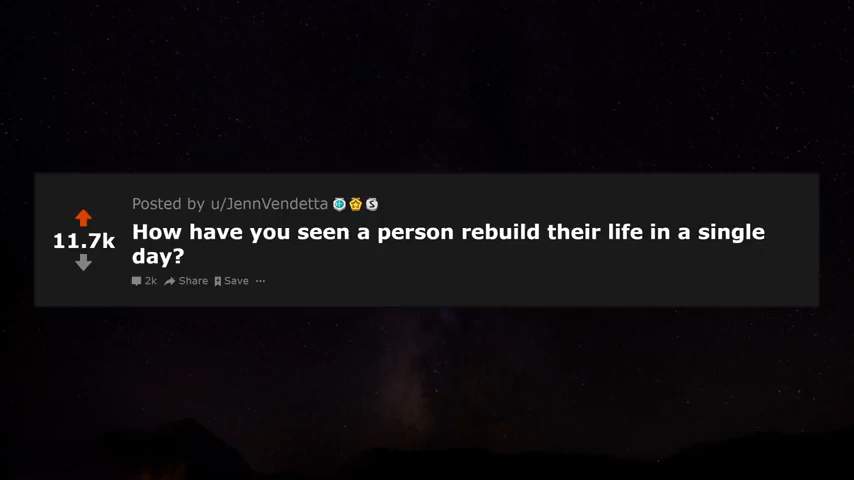 Posted by u/JennVendetta
11.7k
How have you seen a person rebuild their life in a single
day?
2k Share Save ···